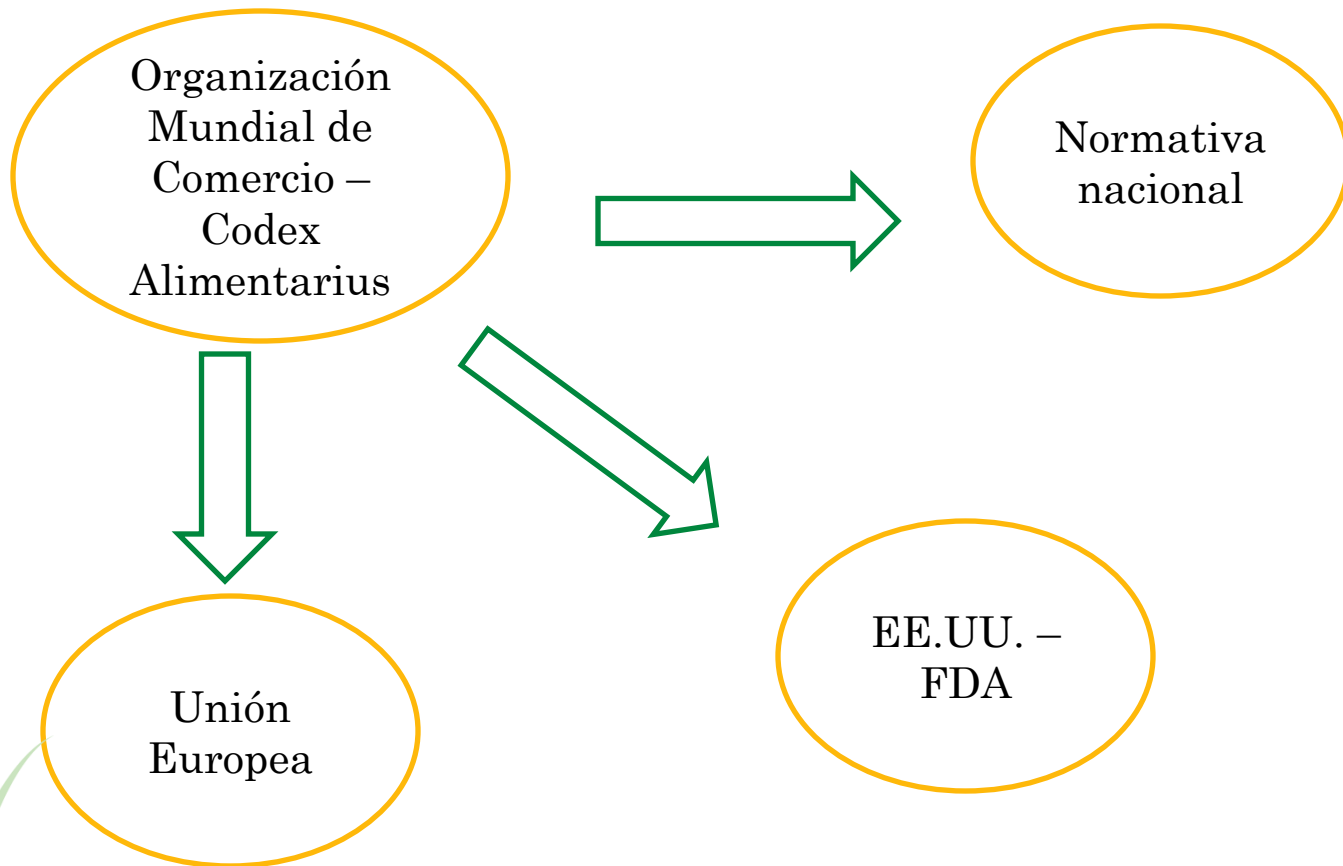 Organización
Mundial de
Comercio –
Codex
Alimentarius
Normativa
nacional
EE.UU. –
FDA
Unión
Europea